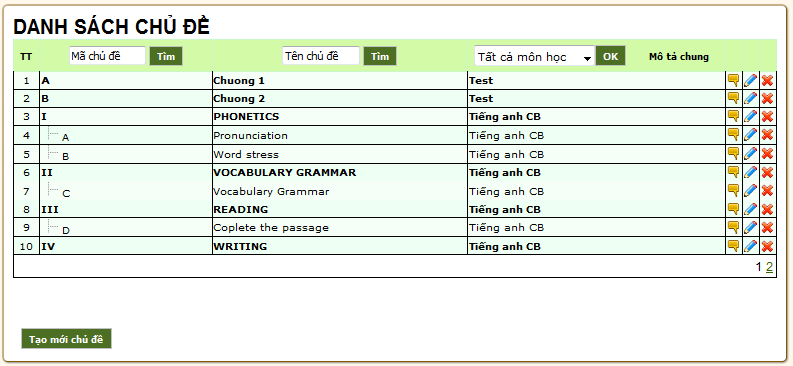 DANH SÁCH CHỦ ĐỀ
TT Mã chủ đề Tìm Tên chủ đề Tìm Tất cả môn học OK Mô tả chung
1 A Chuong 1 Test
2 B Chuong 2 Test
3 I PHONETICS Tiếng anh CB
4 A Pronunciation Tiếng anh CB
5 B Word stress Tiếng anh CB
6 II VOCABULARY GRAMMAR Tiếng anh CB
7 C Vocabulary Grammar Tiếng anh CB
8 III READING Tiếng anh CB
9 D Coplete the passage Tiếng anh CB
10 IV WRITING Tiếng anh CB
1 2
Tạo mới chủ đề